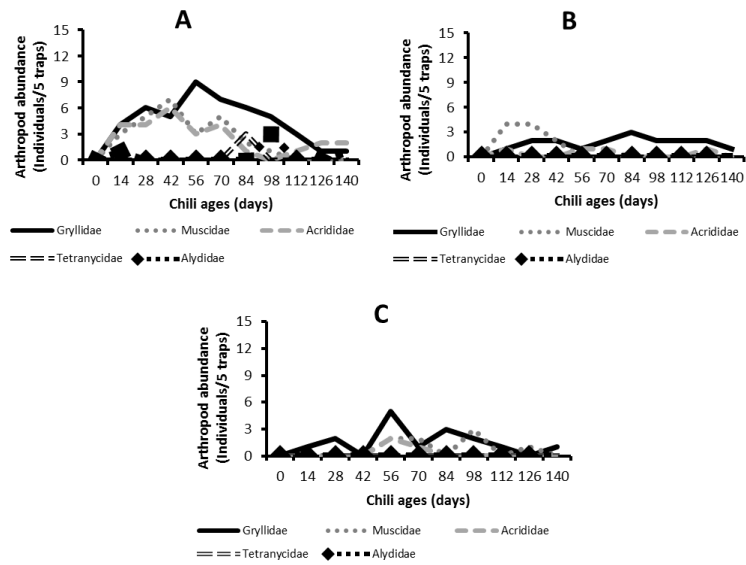 A
Arthropod abundance
(Individuals/5 traps)
15
12
9
6
3
0
0 14 28 42 56 70 84 98 112 126 140
Chili ages (days)
Gryllidae Muscidae Acrididae
Tetranycidae Alydidae
B
Arthropod abundance
(Individuals/5 traps)
15
12
9
6
3
0
0 14 28 42 56 70 84 98 112 126 140
Chili ages (days)
Gryllidae Muscidae Acrididae
Tetranycidae Alydidae
C
Arthropod abundance
(Individuals/5 traps)
15
12
9
6
3
0
0 14 28 42 56 70 84 98 112 126 140
Chili ages (days)
Gryllidae Muscidae Acrididae
Tetranycidae Alydidae